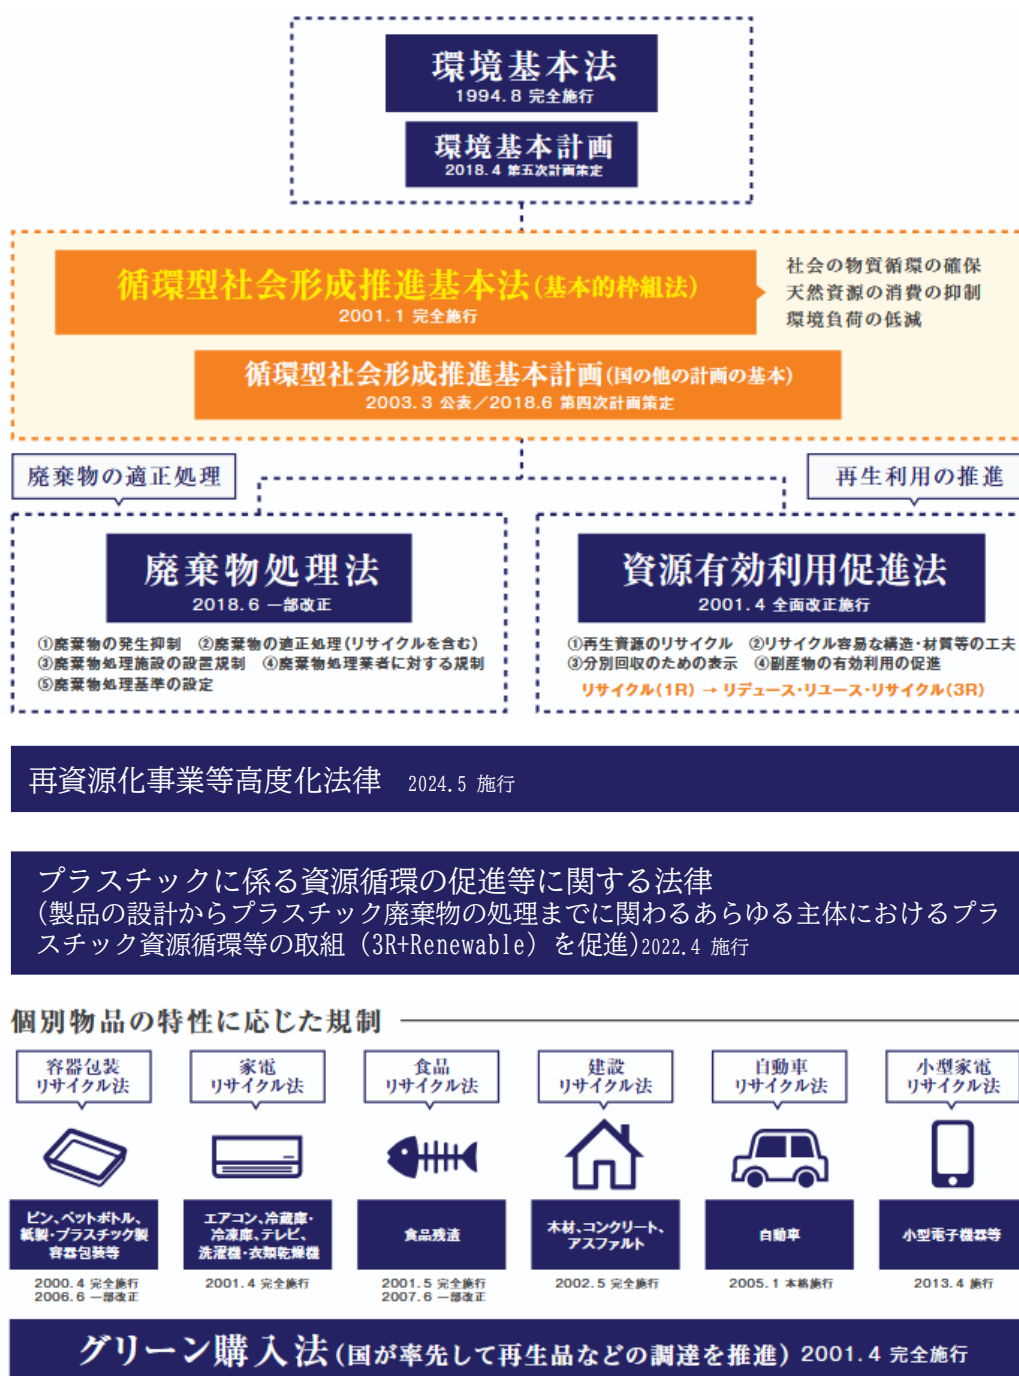 環境基本法
1994.8 完全施行
環境基本計画
2018.4 第五次計画策定
循環型社会形成推進基本法(基本的枠組法)
2001.1 完全施行
社会の物質循環の確保
天然資源の消費の抑制
環境負荷の低減
循環型社会形成推進基本計画(国の他の計画の基本)
2003.3 公表／2018.6 第四次計画策定
廃棄物の適正処理
再生利用の推進
廃棄物処理法
2018.6 一部改正
①廃棄物の発生抑制 ②廃棄物の適正処理(リサイクルを含む)
③廃棄物処理施設の設置規制 ④廃棄物処理業者に対する規制
⑤廃棄物処理基準の設定
資源有効利用促進法
2001.4 全面改正施行
①再生資源のリサイクル ②リサイクル容易な構造・材質等の工夫
③分別回収のための表示 ④副産物の有効利用の促進
リサイクル(1R) → リデュース・リユース・リサイクル(3R)
再資源化事業等高度化法律 2024.5 施行
プラスチックに係る資源循環の促進等に関する法律
(製品の設計からプラスチック廃棄物の処理までに関わるあらゆる主体におけるプラ
スチック資源循環等の取組（3R+Renewable）を促進)2022.4 施行
個別物品の特性に応じた規制
容器包装
リサイクル法
家電
リサイクル法
食品
リサイクル法
建設
リサイクル法
自動車
リサイクル法
小型家電
リサイクル法
ビン、ペットボトル、
紙製・プラスチック製
容器包装等
エアコン、冷蔵庫・
冷凍庫、テレビ、
洗濯機・衣類乾燥機
食品残渣
木材、コンクリート、
アスファルト
自動車
小型電子機器等
2000.4 完全施行
2006.6 一部改正
2001.4 完全施行
2001.5 完全施行
2007.6 一部改正
2002.5 完全施行
2005.1 本格施行
2013.4 施行
グリーン購入法(国が率先して再生品などの調達を推進) 2001.4 完全施行